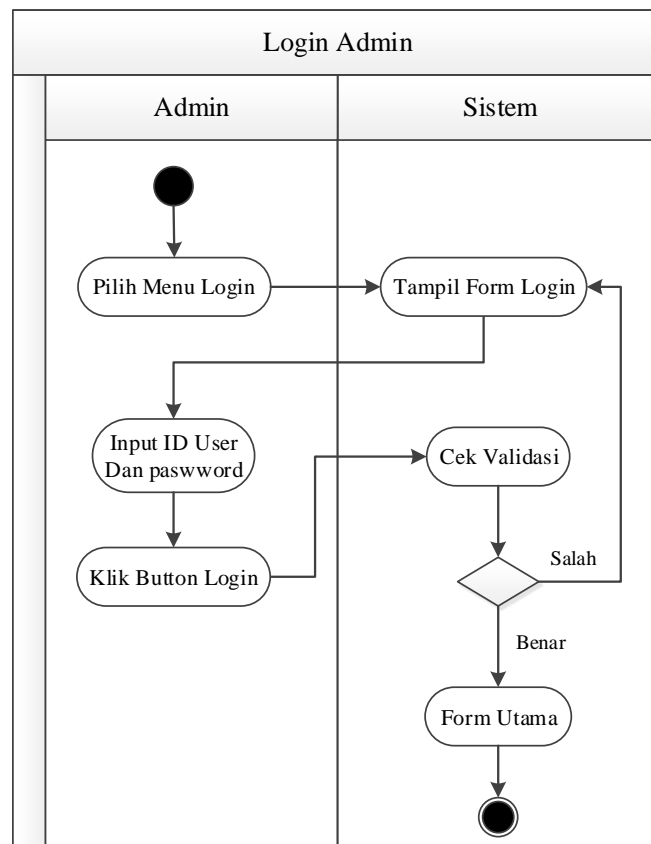 Login Admin
Admin
Sistem
Pilih Menu Login
Tampil Form Login
Input ID User
Dan paswword
Cek Validasi
Klik Button Login
Salah
Benar
Form Utama